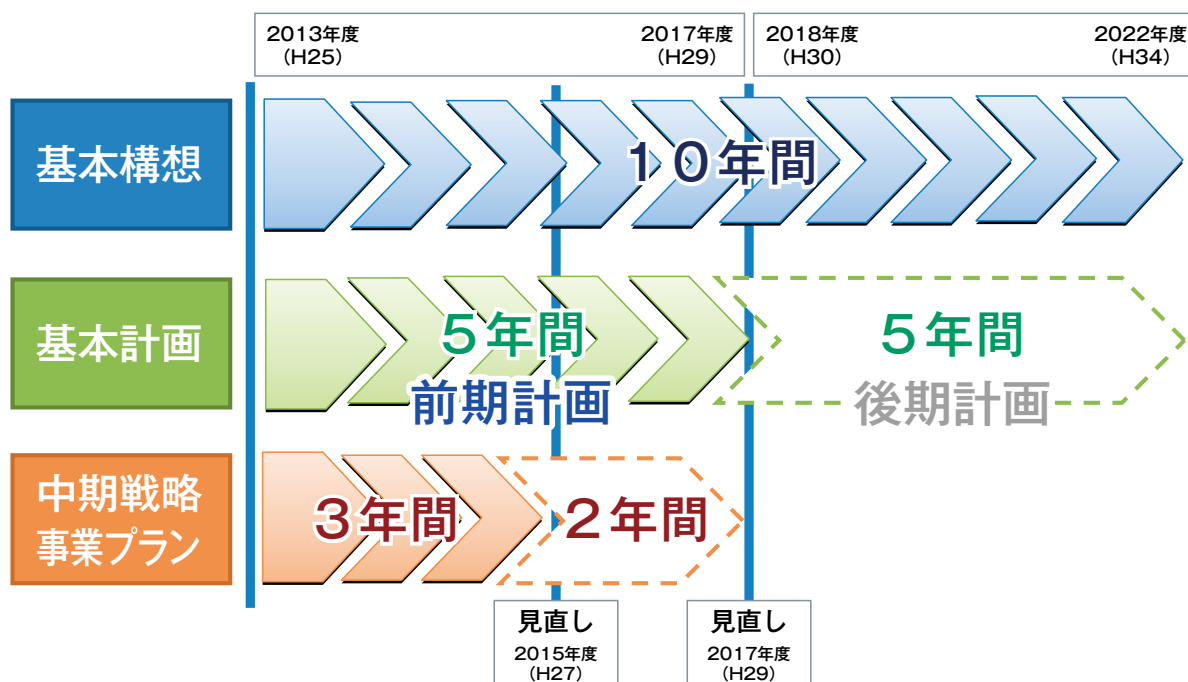 2013年度
(H25)
2017年度
(H29)
2018年度
(H30)
2022年度
(H34)
基本構想
10年間
基本計画
5年間
前期計画
5年間
後期計画
中期戦略
事業プラン
3年間
2年間
見直し
2015年度
(H27)
見直し
2017年度
(H29)